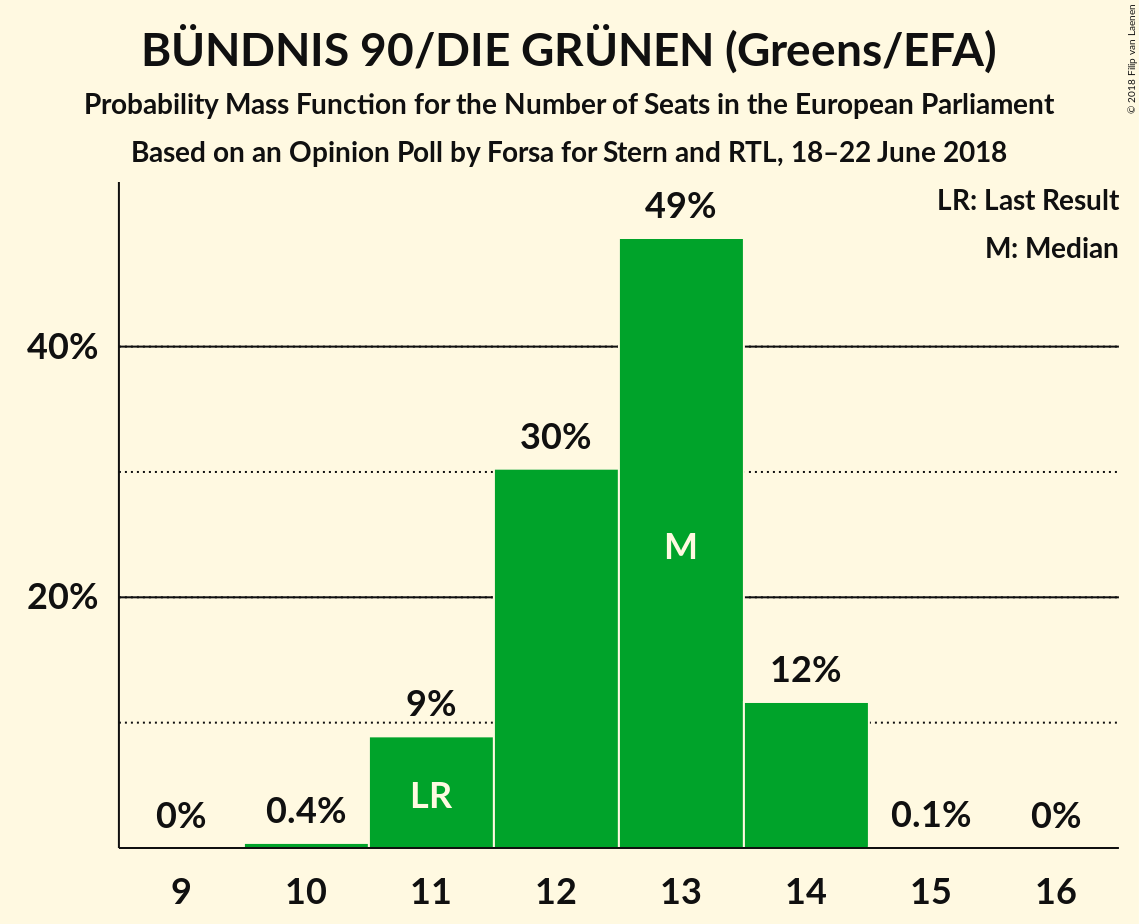 BÜNDNIS 90/DIE GRÜNEN (Greens/EFA)
Probability Mass Function for the Number of Seats in the European Parliament
Based on an Opinion Poll by Forsa for Stern and RTL, 18–22 June 2018
© 2018 Filip van Laenen
LR: Last Result
M: Median
49%
40%
30%
M
20%
12%
9%
LR
0%
0.4%
0.1%
0%
9 10 11 12 13 14 15 16